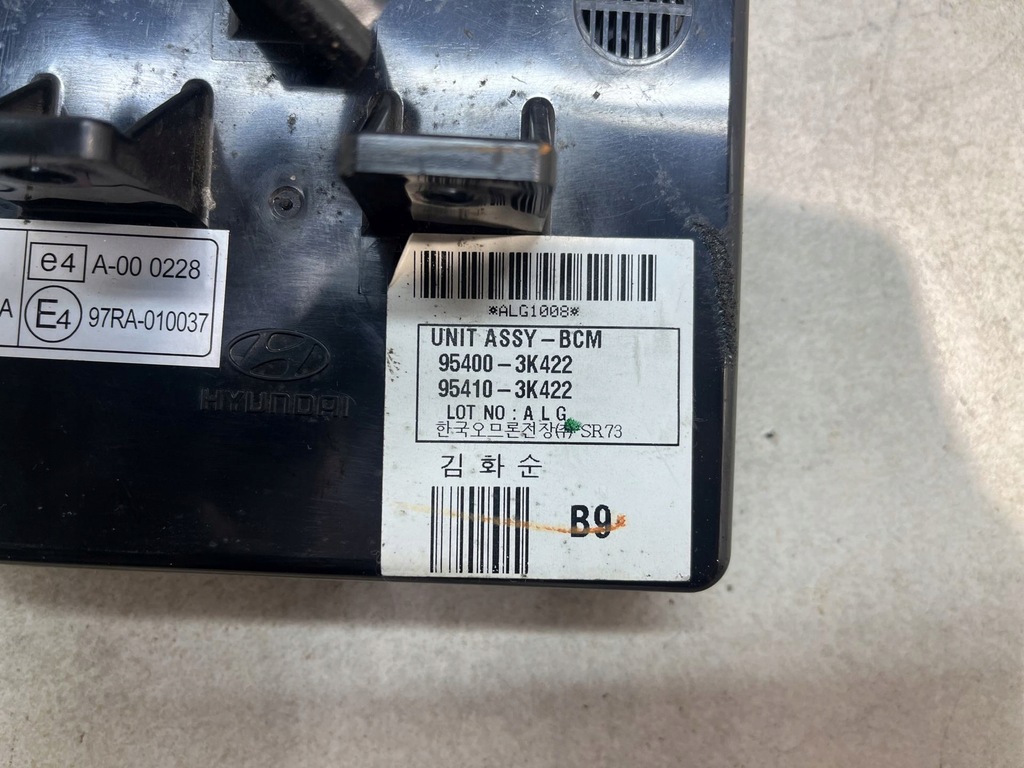 e4 A-00 0228
A E4 97RA-010037
HYUNDAI
*ALG1008*
UNIT ASSY-BCM
95400-3K422
95410-3K422
LOT NO : A L G
한국오므론전장(주) SR73
김 화 순
B9